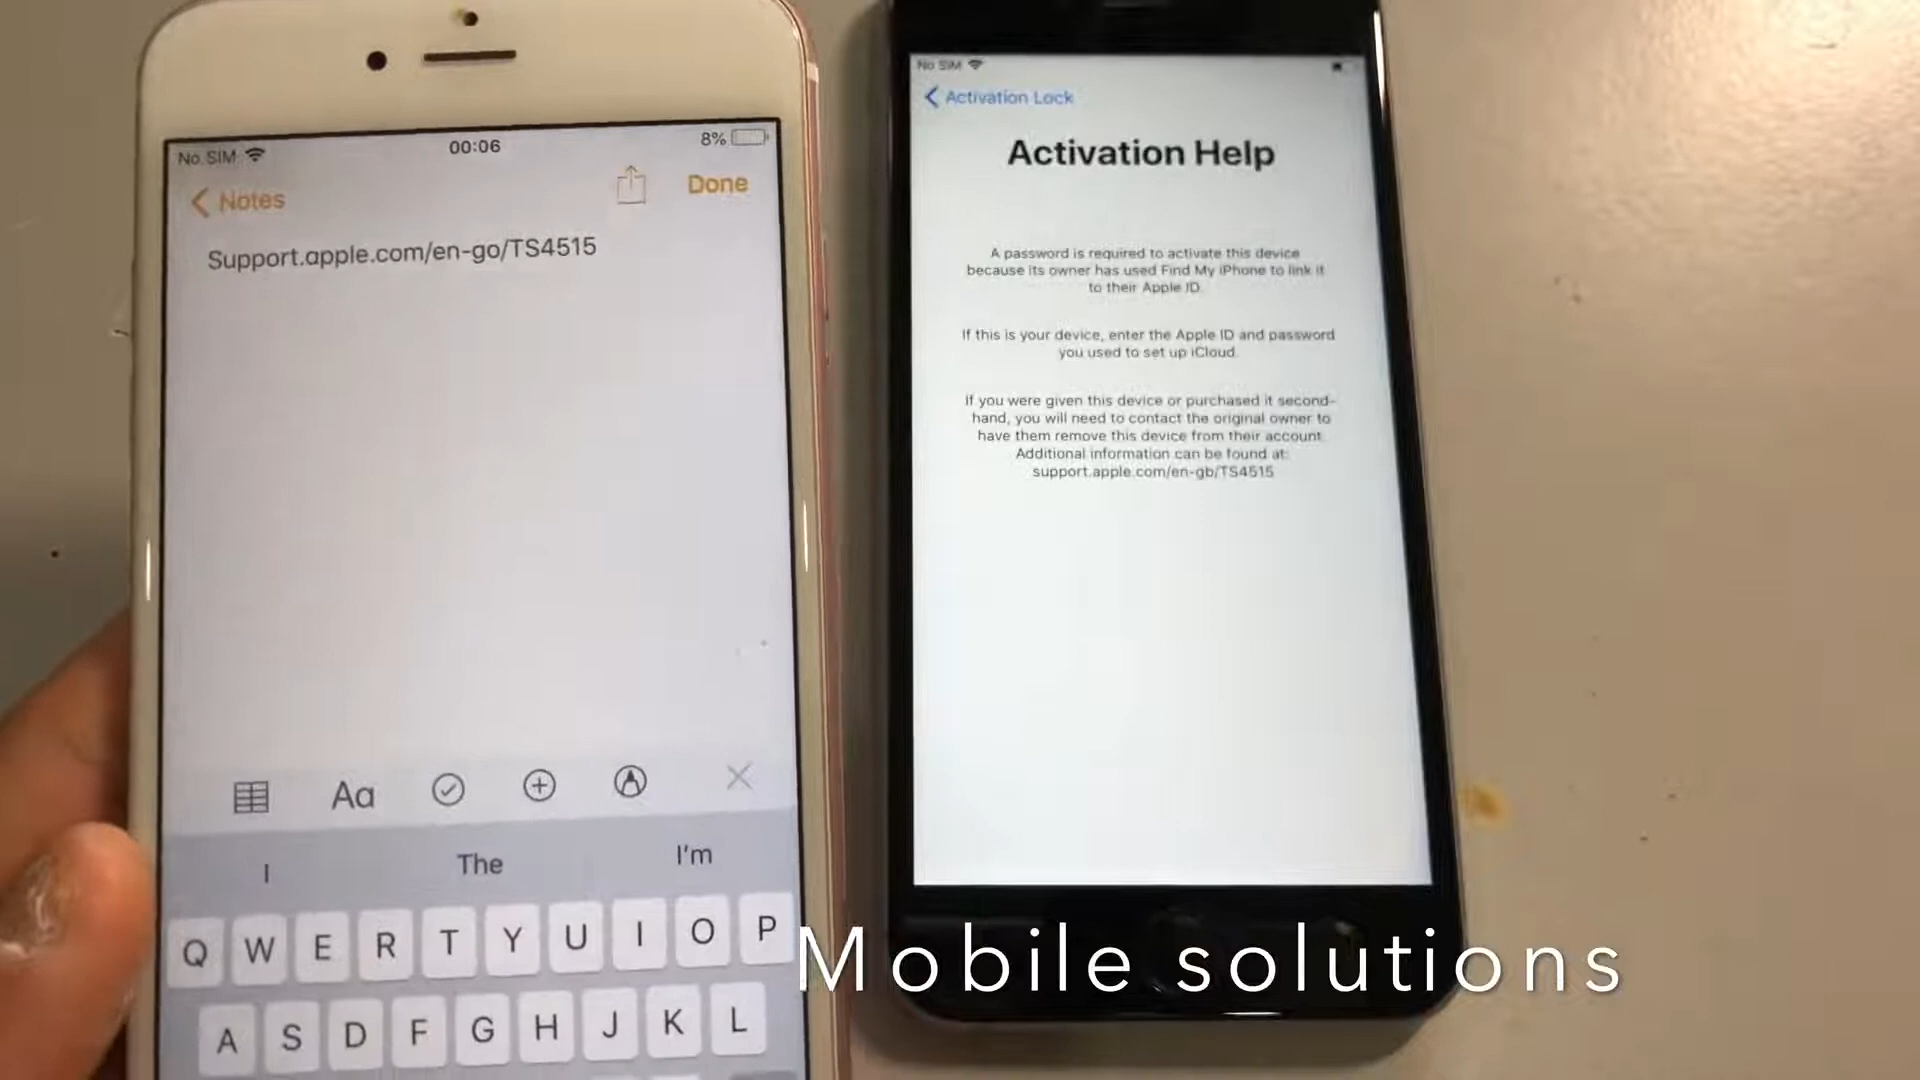 No SIM 00:06 8%
Notes Done
Support.apple.com/en-go/TS4515
Aa
I The I'm
Q W E R T Y U I O P
A S D F G H J K L
No SIM
Activation Lock
Activation Help
A password is required to activate this device
because its owner has used Find My iPhone to link it
to their Apple ID.
If this is your device, enter the Apple ID and password
you used to set up iCloud.
If you were given this device or purchased it second-
hand, you will need to contact the original owner to
have them remove this device from their account.
Additional information can be found at:
support.apple.com/en-gb/TS4515
Mobile solutions